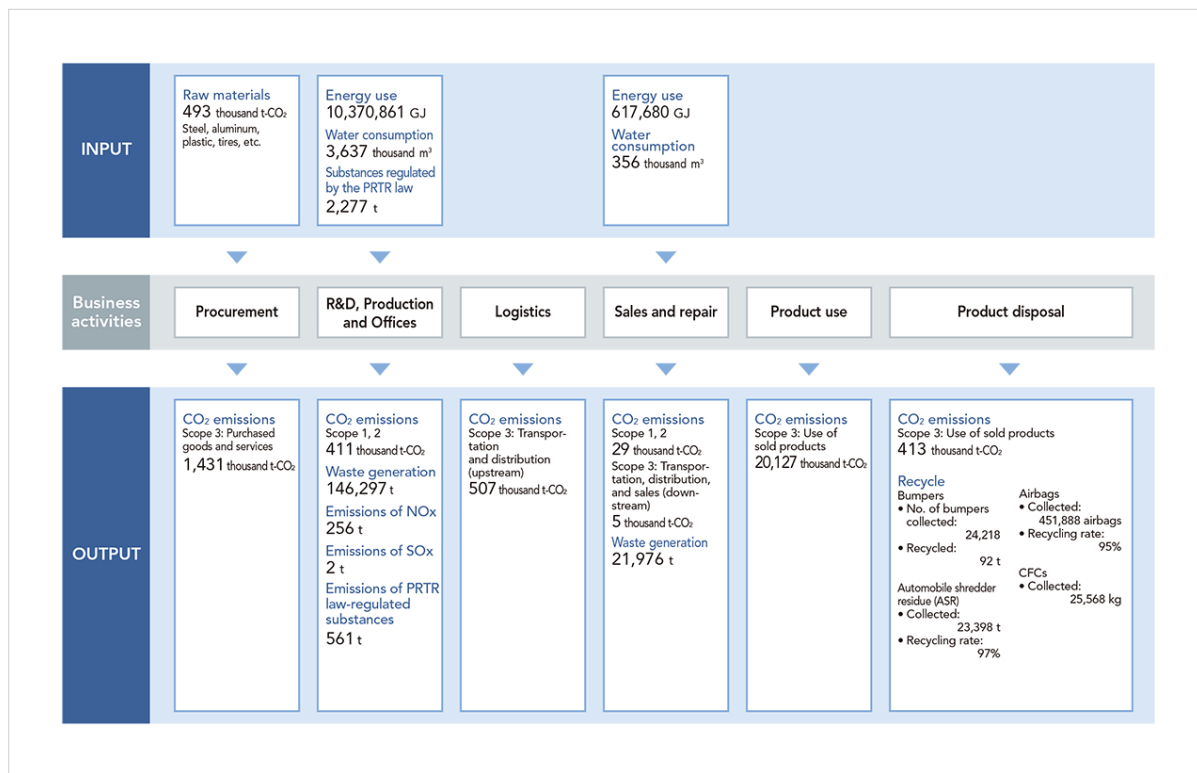 INPUT
Raw materials
493 thousand t-CO₂
Steel, aluminum,
plastic, tires, etc.
Energy use
10,370,861 GJ
Water consumption
3,637 thousand m³
Substances regulated
by the PRTR law
2,277 t
Energy use
617,680 GJ
Water
consumption
356 thousand m³
Business
activities
Procurement
R&D, Production
and Offices
Logistics
Sales and repair
Product use
Product disposal
OUTPUT
CO₂ emissions
Scope 3: Purchased
goods and services
1,431 thousand t-CO₂
CO₂ emissions
Scope 1, 2
411 thousand t-CO₂
Waste generation
146,297 t
Emissions of NOx
256 t
Emissions of SOx
2 t
Emissions of PRTR
law-regulated
substances
561 t
CO₂ emissions
Scope 3: Transpor-
tation
and distribution
(upstream)
507 thousand t-CO₂
CO₂ emissions
Scope 1, 2
29 thousand t-CO₂
Scope 3: Transpor-
tation, distribution,
and sales (down-
stream)
5 thousand t-CO₂
Waste generation
21,976 t
CO₂ emissions
Scope 3: Use of
sold products
20,127 thousand t-CO₂
CO₂ emissions
Scope 3: Use of sold products
413 thousand t-CO₂
Recycle
Bumpers
• No. of bumpers
collected:
24,218
• Recycled:
92 t
Automobile shredder
residue (ASR)
• Collected:
23,398 t
• Recycling rate:
97%
Airbags
• Collected:
451,888 airbags
• Recycling rate:
95%
CFCs
• Collected:
25,568 kg